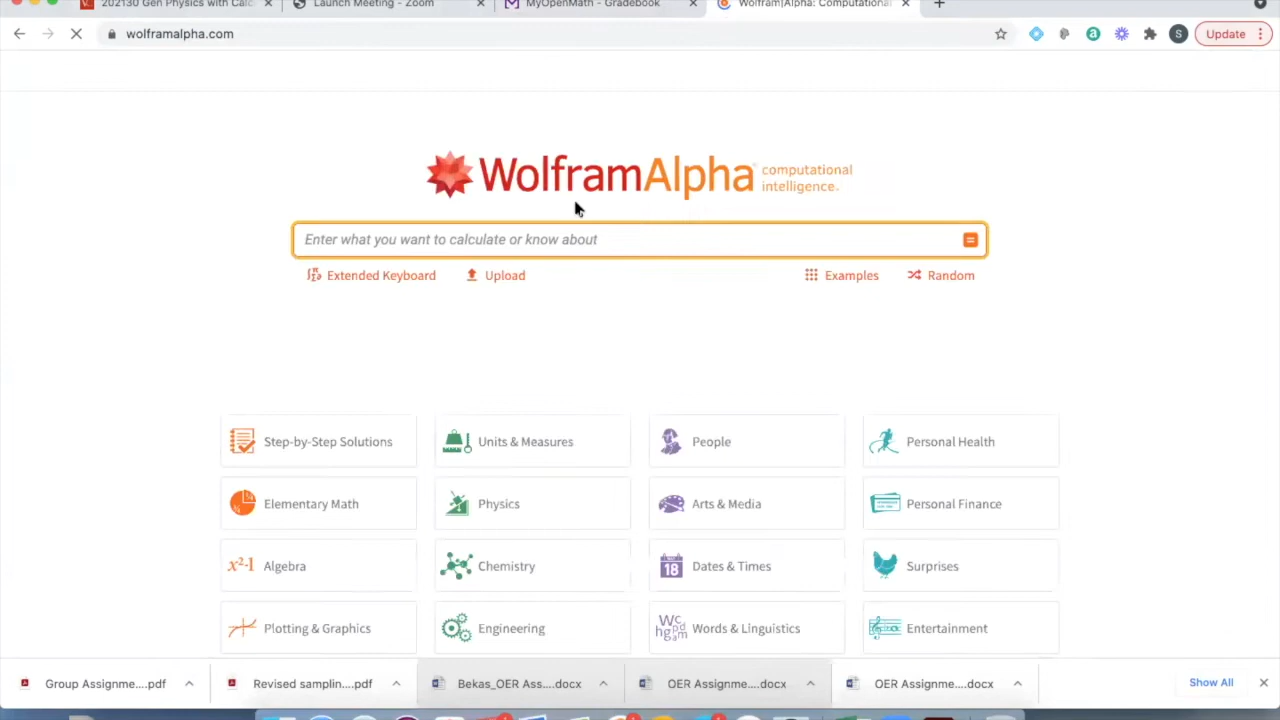 202130 Gen Physics with Calc
Launch Meeting - Zoom
MyOpenMath - Gradebook
Wolfram|Alpha: Computational
wolframalpha.com
S
Update
WolframAlpha computational
intelligence.
Enter what you want to calculate or know about
Extended Keyboard Upload Examples Random
Step-by-Step Solutions Units & Measures People Personal Health
Elementary Math Physics Arts & Media Personal Finance
x²-1 Algebra Chemistry 18 Dates & Times Surprises
Plotting & Graphics Engineering Words & Linguistics Entertainment
Group Assignme....pdf Revised samplin....pdf Bekas_OER Ass....docx OER Assignme....docx OER Assignme....docx Show All